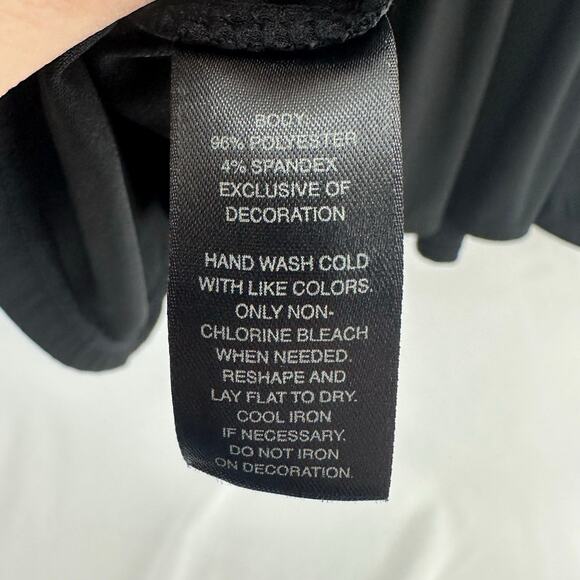 BODY
96% POLYESTER
4% SPANDEX
EXCLUSIVE OF
DECORATION
HAND WASH COLD
WITH LIKE COLORS.
ONLY NON-
CHLORINE BLEACH
WHEN NEEDED.
RESHAPE AND
LAY FLAT TO DRY.
COOL IRON
IF NECESSARY.
DO NOT IRON
ON DECORATION.